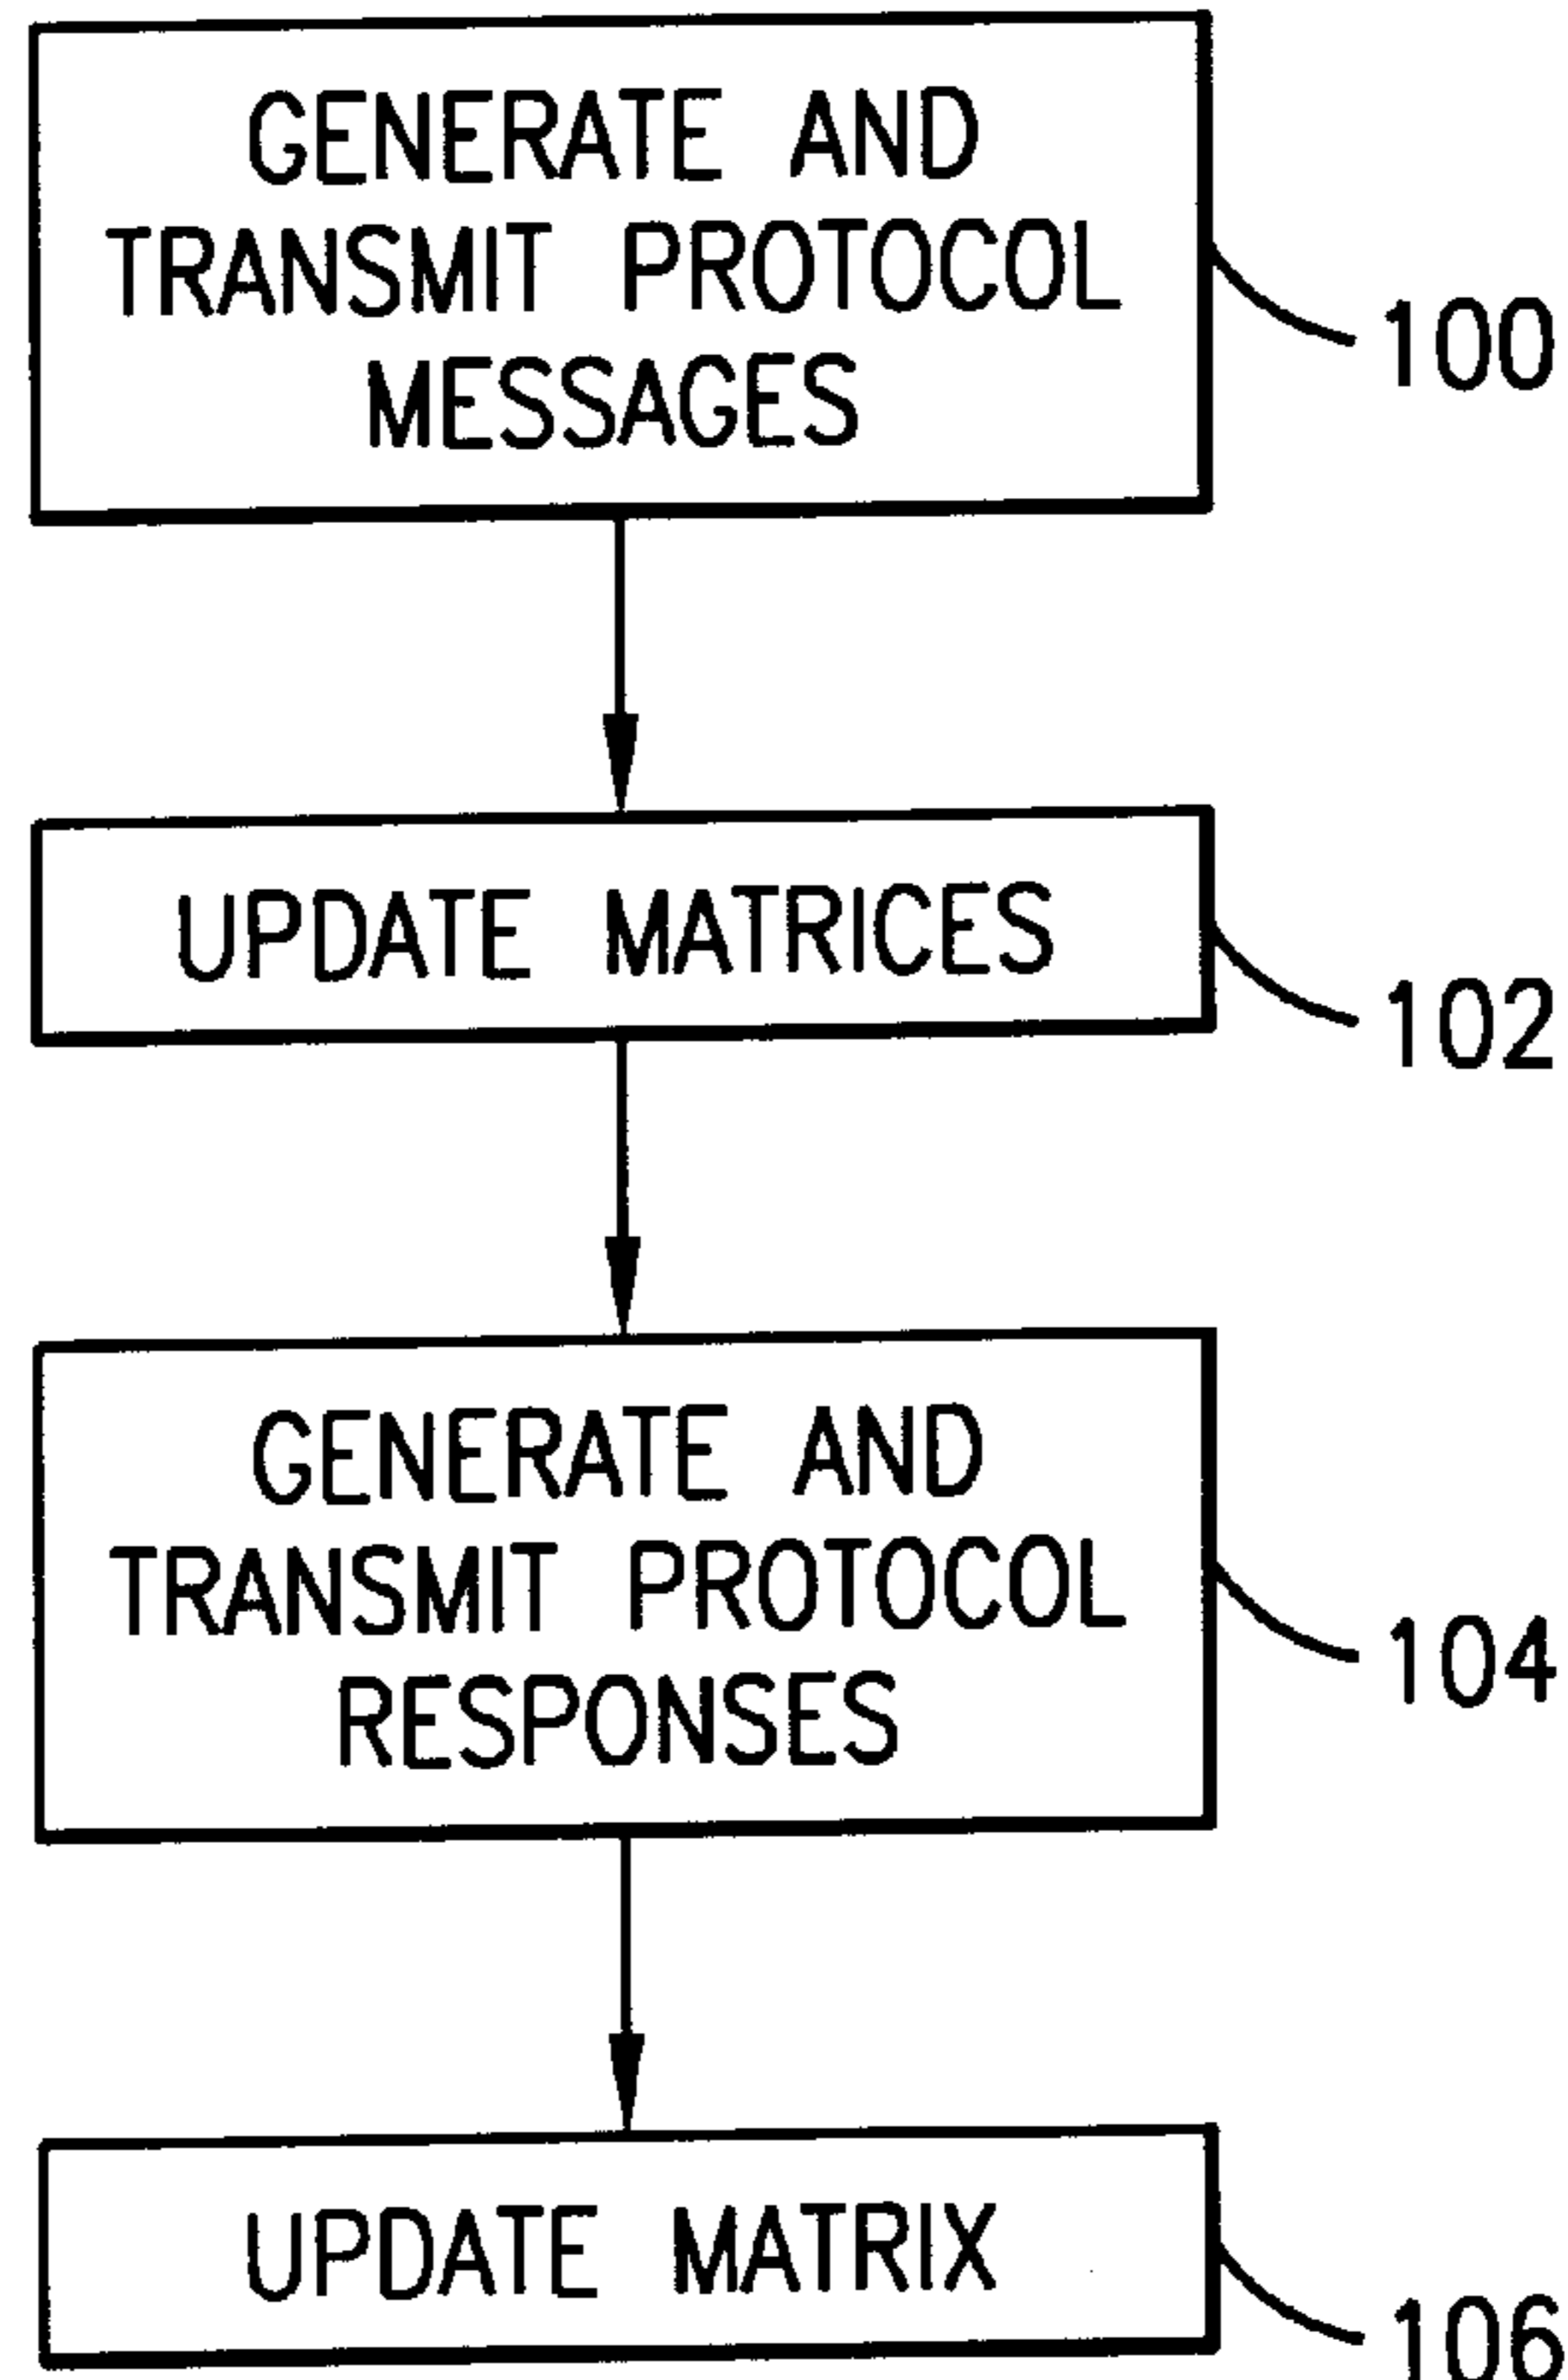 GENERATE AND
TRANSMIT PROTOCOL
MESSAGES
100
UPDATE MATRICES
102
GENERATE AND
TRANSMIT PROTOCOL
RESPONSES
104
UPDATE MATRIX
106